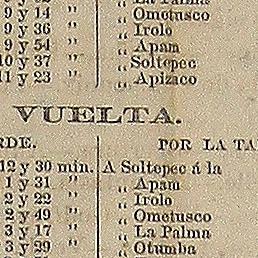 9 y 14 " „ Ometusco
9 y 36 " „ Irolo
9 y 54 " „ Apam
10 y 37 " „ Soltepec
11 y 23 " „ Apizaco
VUELTA.
RDE. POR LA TA
12 y 30 min. A Soltepec á la
1 y 31 " „ Apam
2 y 22 " „ Irolo
2 y 49 " „ Ometusco
3 y 17 " „ La Palma
3 y 29 " „ Otumba